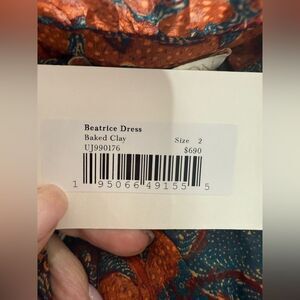 Beatrice Dress
Baked Clay Size 2
UJ990176 $690
1 95066 49155 5